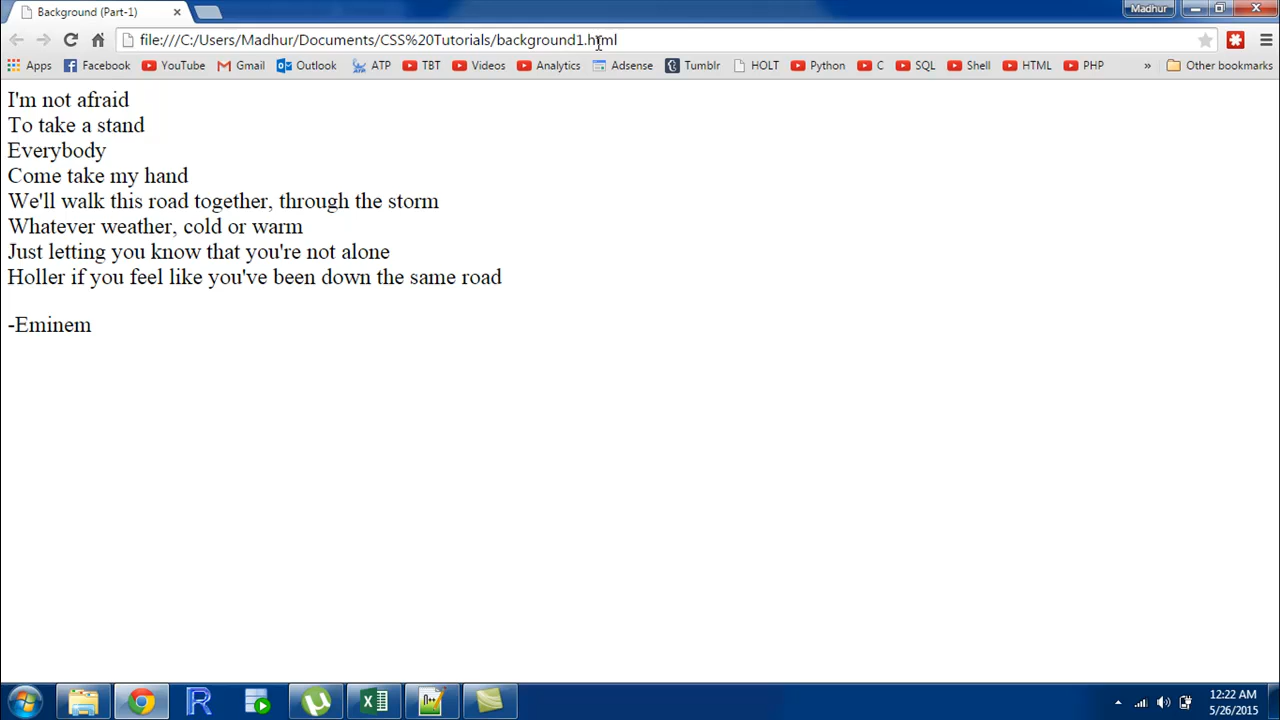 Background (Part-1)
Madhur
file:///C:/Users/Madhur/Documents/CSS%20Tutorials/background1.html
Apps Facebook YouTube Gmail Outlook ATP TBT Videos Analytics Adsense Tumblr HOLT Python C SQL Shell HTML PHP » Other bookmarks
I'm not afraid
To take a stand
Everybody
Come take my hand
We'll walk this road together, through the storm
Whatever weather, cold or warm
Just letting you know that you're not alone
Holler if you feel like you've been down the same road
-Eminem
12:22 AM
5/26/2015